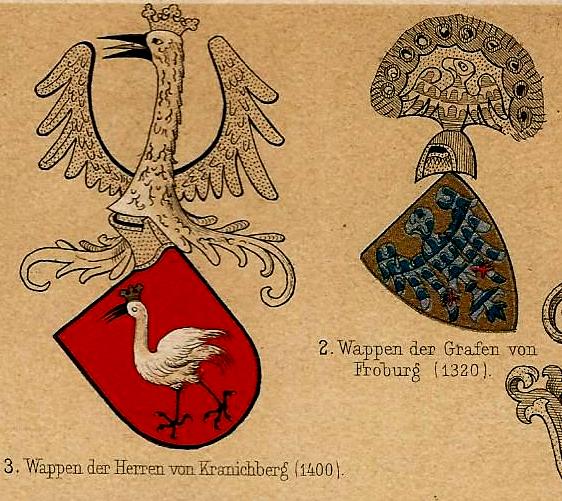 2. Wappen der Grafen von
Froburg (1320).
3. Wappen der Herren von Kranichberg (1400).